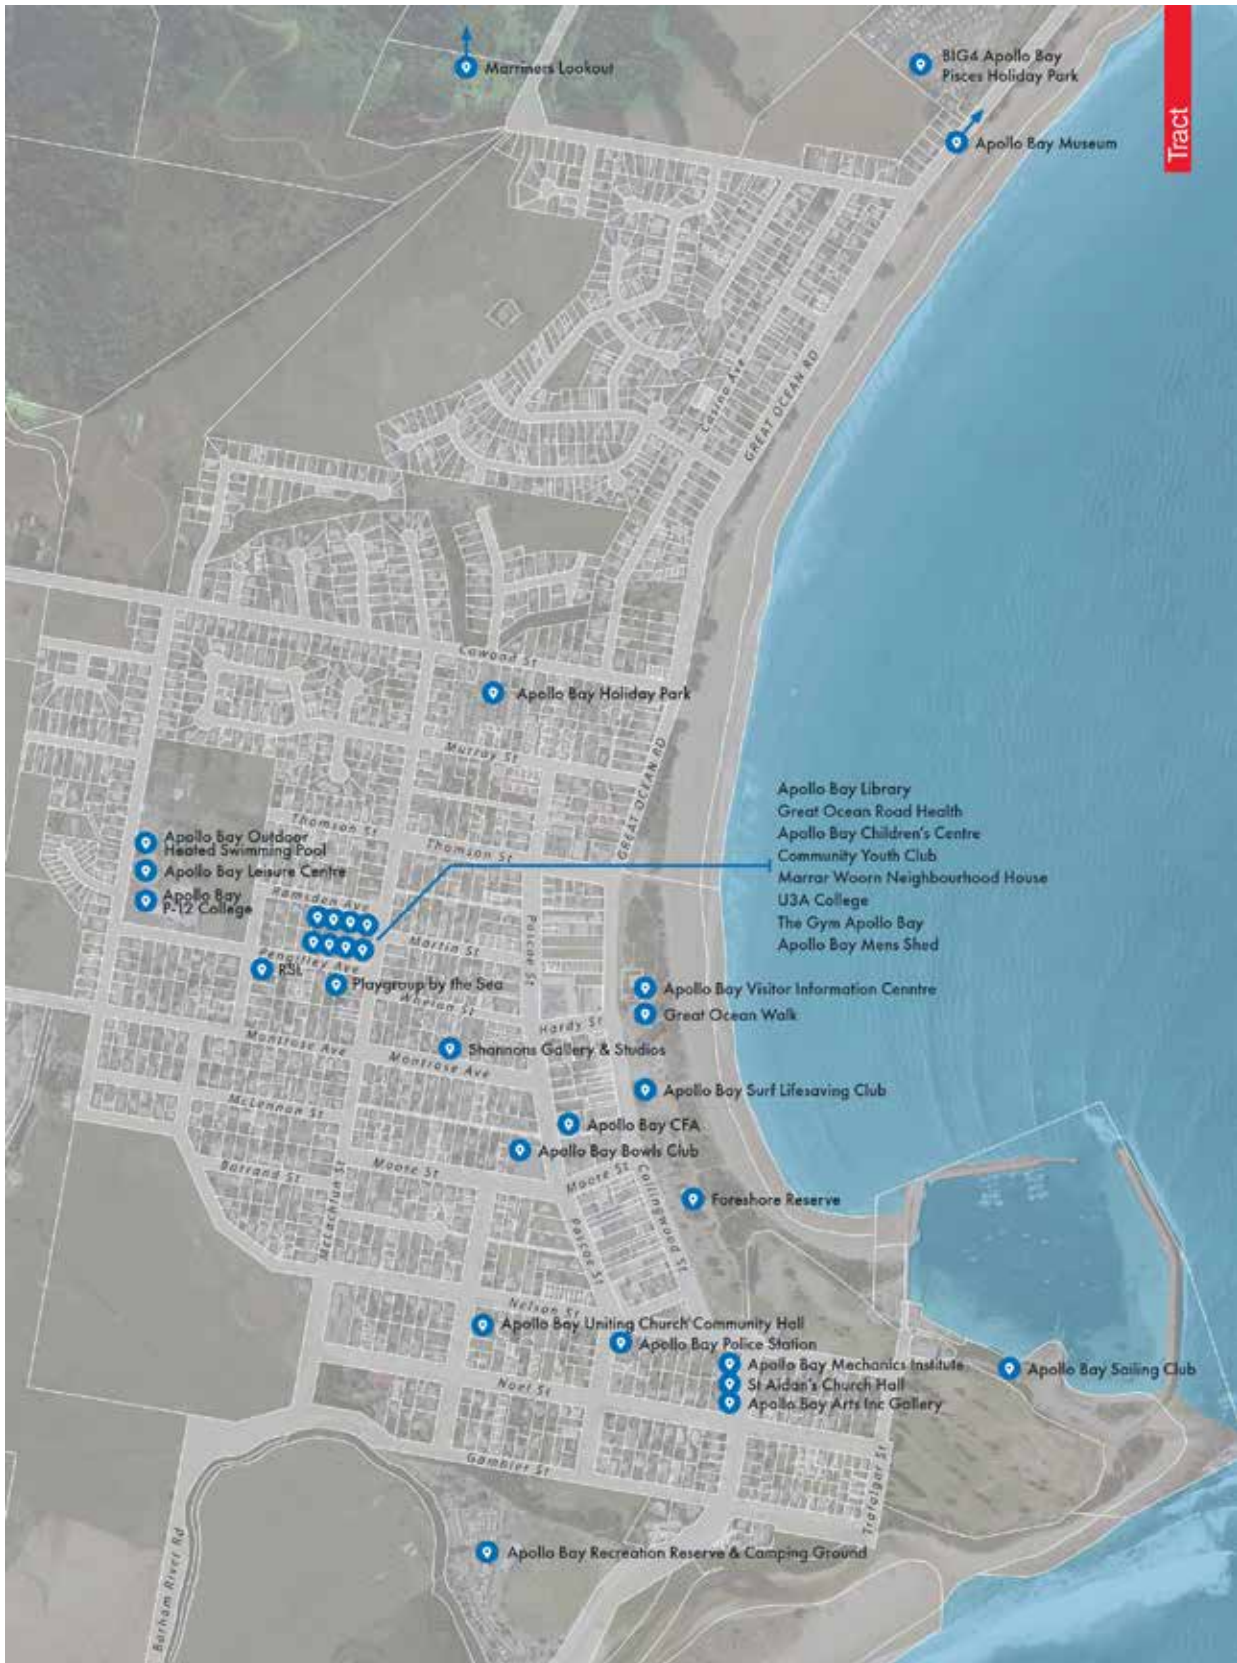 Marriners Lookout
BIG4 Apollo Bay
Pisces Holiday Park
Tract
Apollo Bay Museum
Casino Ave
GREAT OCEAN RD
Cawood St
Apollo Bay Holiday Park
Murray St
GREAT OCEAN RD
Apollo Bay Library
Great Ocean Road Health
Apollo Bay Children's Centre
Community Youth Club
Marrar Woorn Neighbourhood House
U3A College
The Gym Apollo Bay
Apollo Bay Mens Shed
Thomson St
Thomson St
Apollo Bay Outdoor
Heated Swimming Pool
Apollo Bay Leisure Centre
Apollo Bay
P-12 College
Ramsden Ave
Martin St
Pascoe St
Pengilley Ave
RSL
Playgroup by the Sea
Whelan St
Apollo Bay Visitor Information Cenntre
Great Ocean Walk
Hardy St
Montrose Ave
Shannons Gallery & Studios
Montrose Ave
Apollo Bay Surf Lifesaving Club
McLennan St
Apollo Bay CFA
Apollo Bay Bowls Club
Barrand St
McLachlan St
Moore St
Moore St
Collingwood St
Foreshore Reserve
Pascoe St
Nelson St
Apollo Bay Uniting Church Community Hall
Apollo Bay Police Station
Apollo Bay Mechanics Institute
St Aidan's Church Hall
Apollo Bay Arts Inc Gallery
Apollo Bay Sailing Club
Noel St
Gambier St
Trafalgar St
Barham River Rd
Apollo Bay Recreation Reserve & Camping Ground